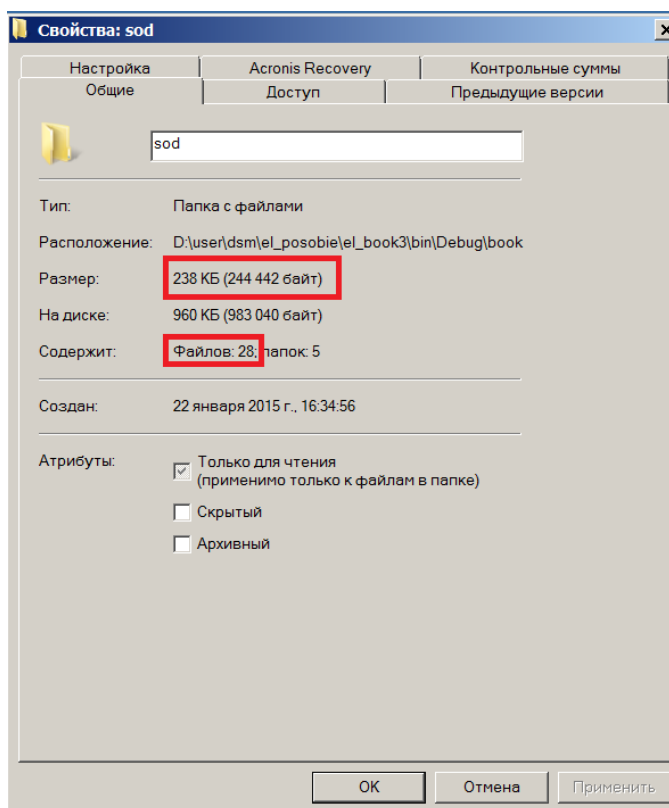 Свойства: sod
Настройка Acronis Recovery Контрольные суммы
Общие Доступ Предыдущие версии
sod
Тип: Папка с файлами
Расположение: D:\user\dsm\el_posobie\el_book3\bin\Debug\book
Размер: 238 КБ (244 442 байт)
На диске: 960 КБ (983 040 байт)
Содержит: Файлов: 28; папок: 5
Создан: 22 января 2015 г., 16:34:56
Атрибуты: Только для чтения
(применимо только к файлам в папке)
Скрытый
Архивный
OK Отмена Применить